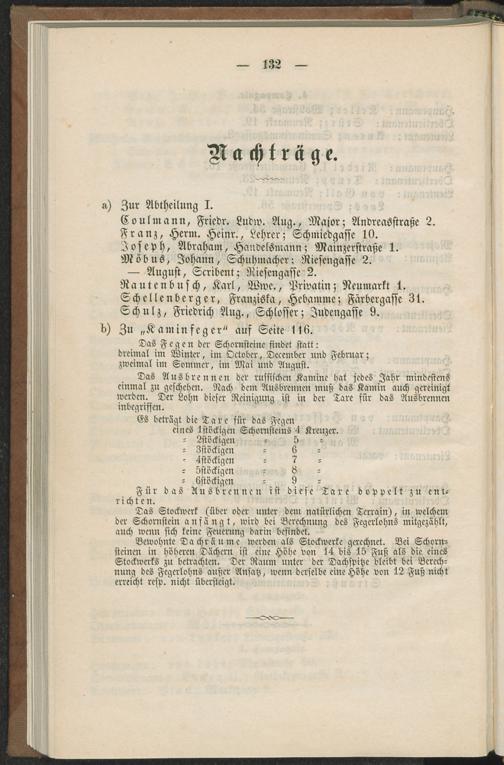 — 132 —
Nachträge.
a) Zur Abtheilung I.
Coulmann, Friedr. Ludw. Aug., Major; Andreasstraße 2.
Franz, Herm. Heinr., Lehrer; Schmiedgasse 10.
Joseph, Abraham, Handelsmann; Mainzerstraße 1.
Möbus, Johann, Schuhmacher; Riesengasse 2.
— August, Scribent; Riesengasse 2.
Rautenbusch, Karl, Wwe., Privatin; Neumarkt 1.
Schellenberger, Franziska, Hebamme; Färbergasse 31.
Schulz, Friedrich Aug., Schlosser; Judengasse 9.
b) Zu „Kaminfeger“ auf Seite 116.
Das Fegen der Schornsteine findet statt:
dreimal im Winter, im October, December und Februar;
zweimal im Sommer, im Mai und August.
Das Ausbrennen der russischen Kamine hat jedes Jahr mindestens
einmal zu geschehen. Nach dem Ausbrennen muß das Kamin auch gereinigt
werden. Der Lohn dieser Reinigung ist in der Taxe für das Ausbrennen
inbegriffen.
Es beträgt die Taxe für das Fegen
eines 1stöckigen Schornsteins 4 Kreuzer.
„ 2stöckigen „ 5 „
„ 3stöckigen „ 6 „
„ 4stöckigen „ 7 „
„ 5stöckigen „ 8 „
„ 6stöckigen „ 9 „
Für das Ausbrennen ist diese Taxe doppelt zu ent-
richten.
Das Stockwerk (über oder unter dem natürlichen Terrain), in welchem
der Schornstein anfängt, wird bei Berechnung des Fegerlohns mitgezählt,
auch wenn sich keine Feuerung darin befindet.
Bewohnte Dachräume werden als Stockwerke gerechnet. Bei Schorn-
steinen in höheren Dächern ist eine Höhe von 14 bis 15 Fuß als die eines
Stockwerks zu betrachten. Der Raum unter der Dachspitze bleibt bei Berech-
nung des Fegerlohns außer Ansatz, wenn derselbe eine Höhe von 12 Fuß nicht
erreicht resp. nicht übersteigt.